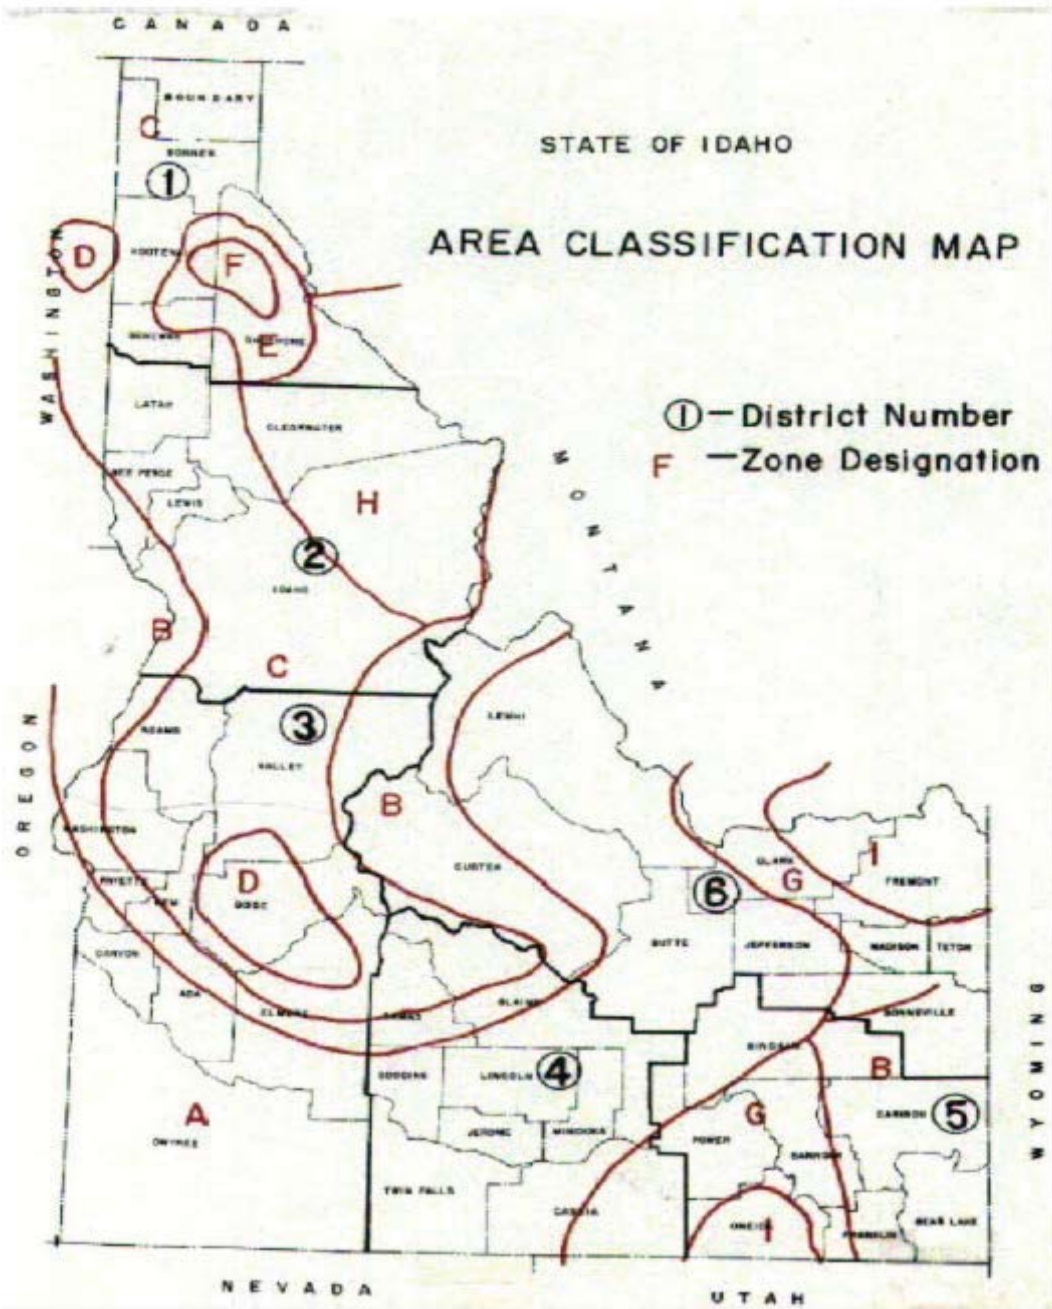 CANADA
BOUNDARY
C
BONNER
1
STATE OF IDAHO
AREA CLASSIFICATION MAP
WASHINGTON
D
F
E
LATAH
1 – District Number
F – Zone Designation
CLEARWATER
NEZ PERCE
LEWIS
H
MONTANA
2
IDAHO
B
C
OREGON
ADAMS
3
VALLEY
LEMHI
B
WASHINGTON
CUSTER
CLARK
I
FREMONT
G
PAYETTE
GEM
D
BOISE
6
CANYON
BUTTE
JEFFERSON
MADISON
TETON
ADA
ELMORE
CAMAS
BLAINE
BONNEVILLE
WYOMING
BINGHAM
GOODING
LINCOLN
4
B
A
OWYHEE
JEROME
MINIDOKA
POWER
G
BANNOCK
CARIBOU
5
TWIN FALLS
CASSIA
ONEIDA
I
FRANKLIN
BEAR LAKE
NEVADA
UTAH